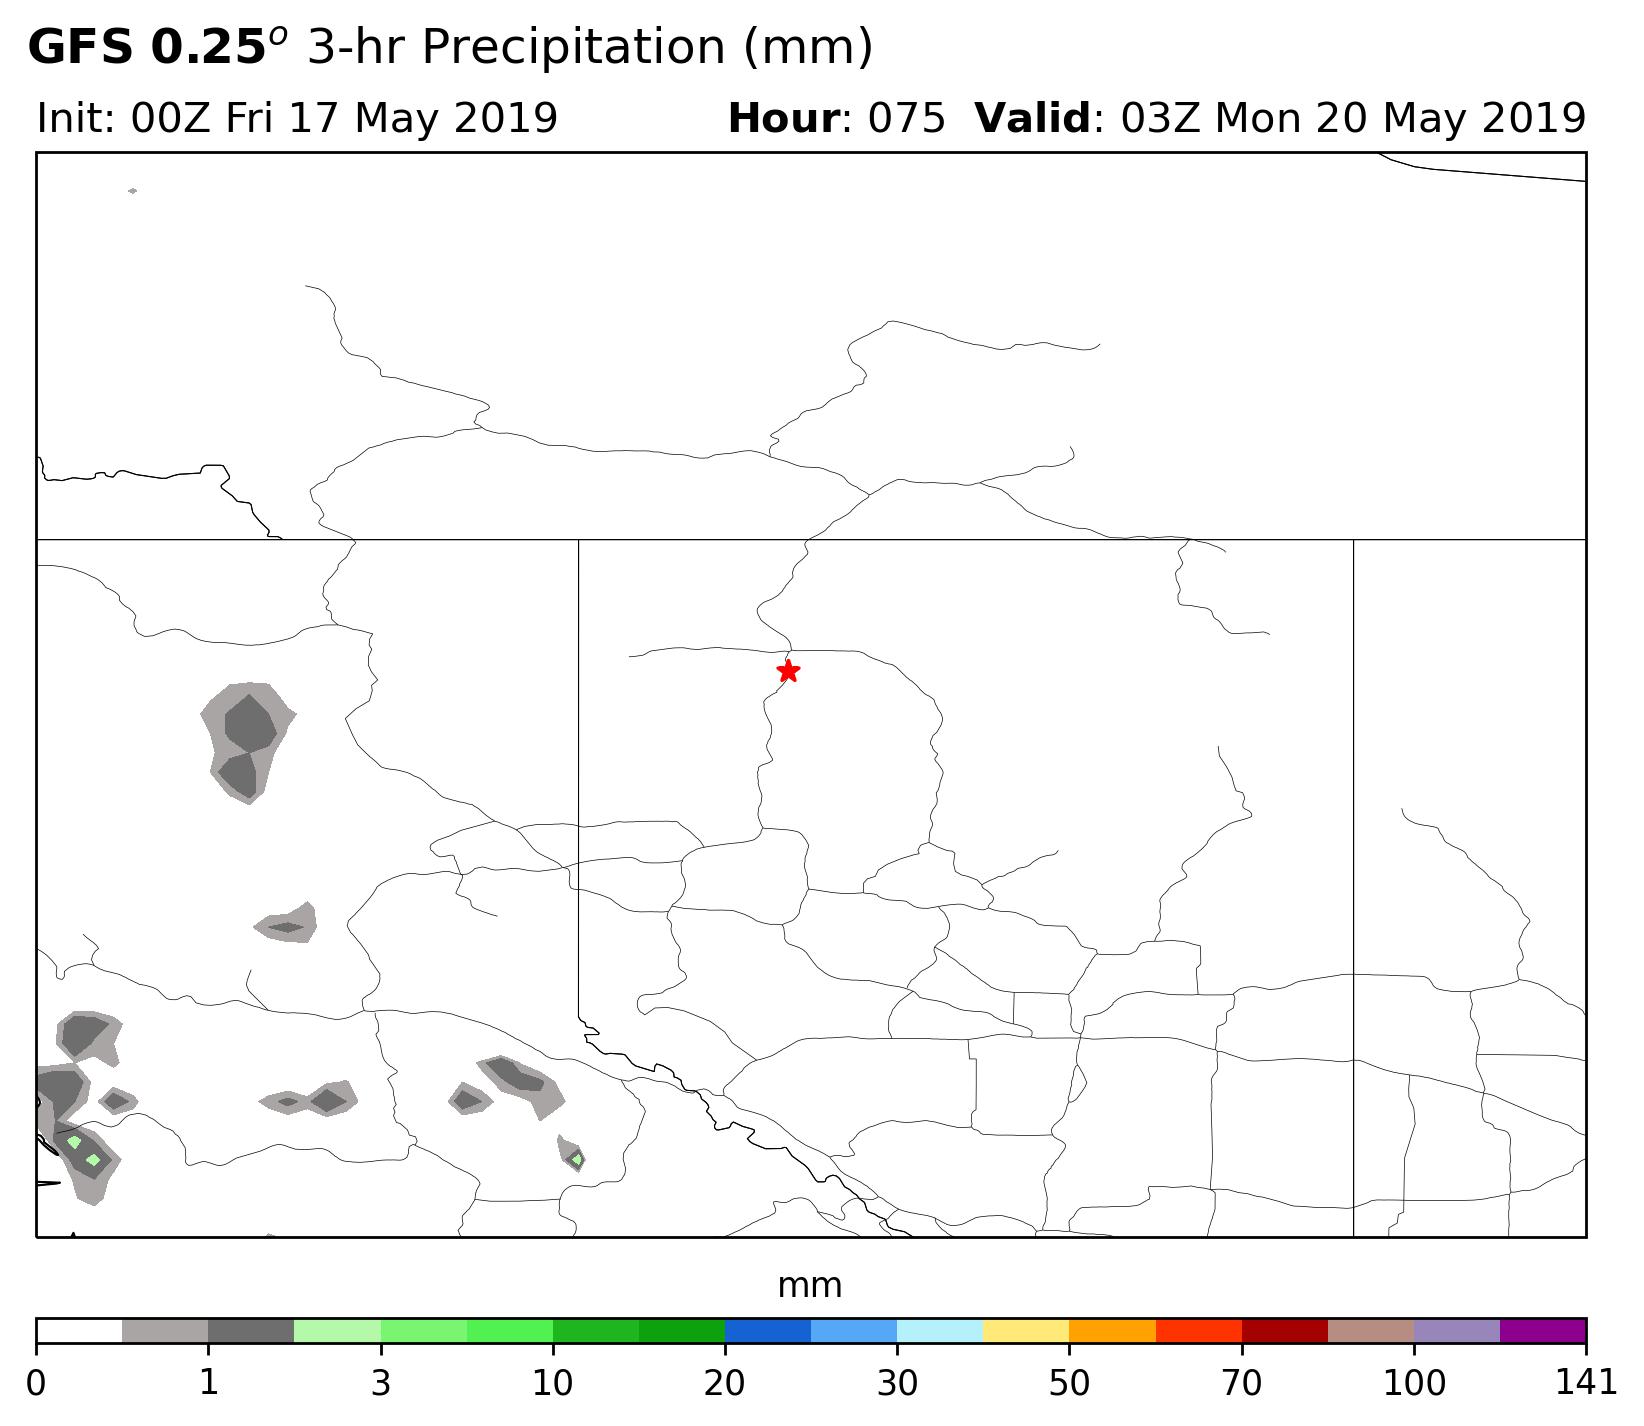 GFS 0.25° 3-hr Precipitation (mm)
Init: 00Z Fri 17 May 2019 Hour: 075 Valid: 03Z Mon 20 May 2019
mm
0 1 3 10 20 30 50 70 100 141